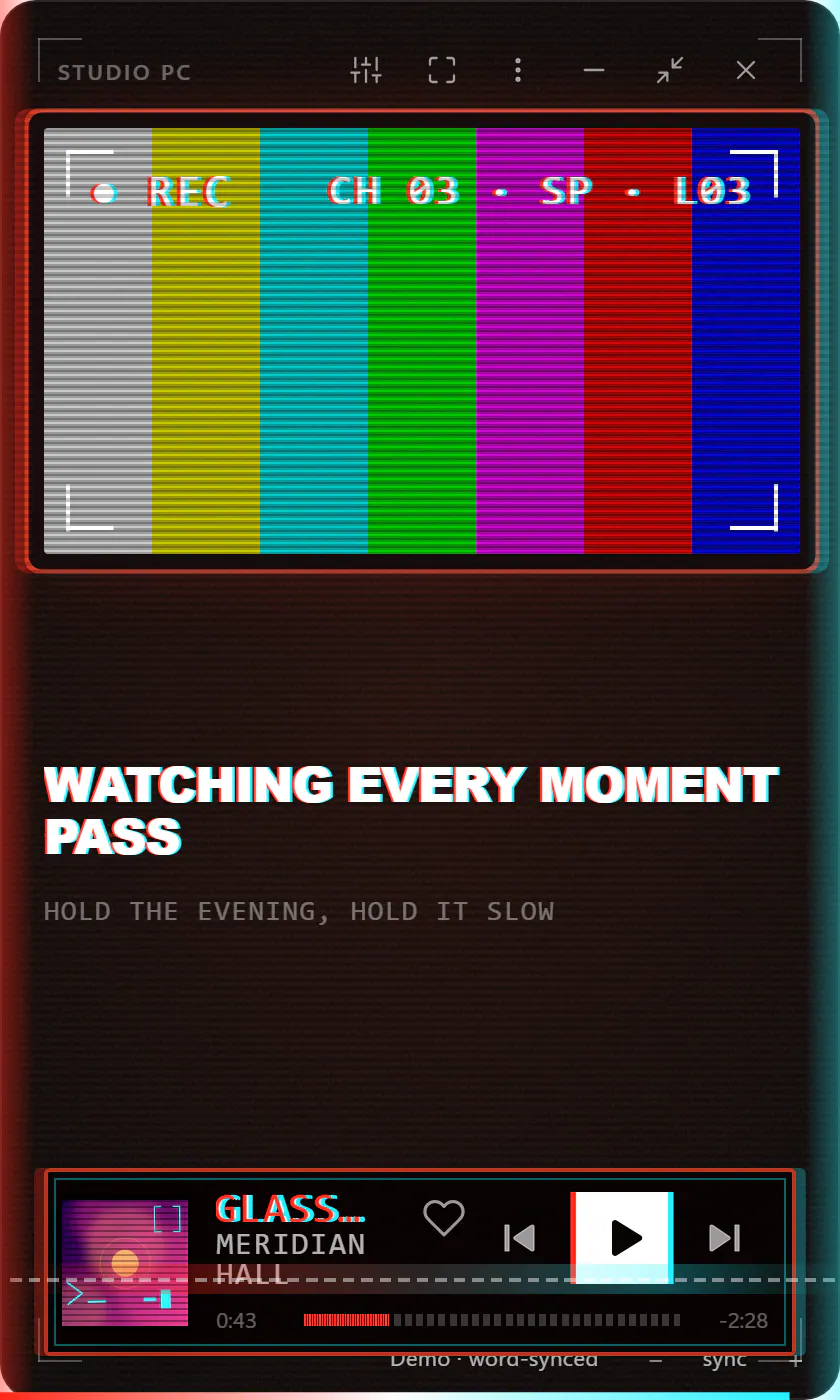 STUDIO PC
REC CH 03 · SP · L03
WATCHING EVERY MOMENT
PASS
HOLD THE EVENING, HOLD IT SLOW
GLASS…
MERIDIAN
HALL
0:43 -2:28
Demo · word-synced – sync +